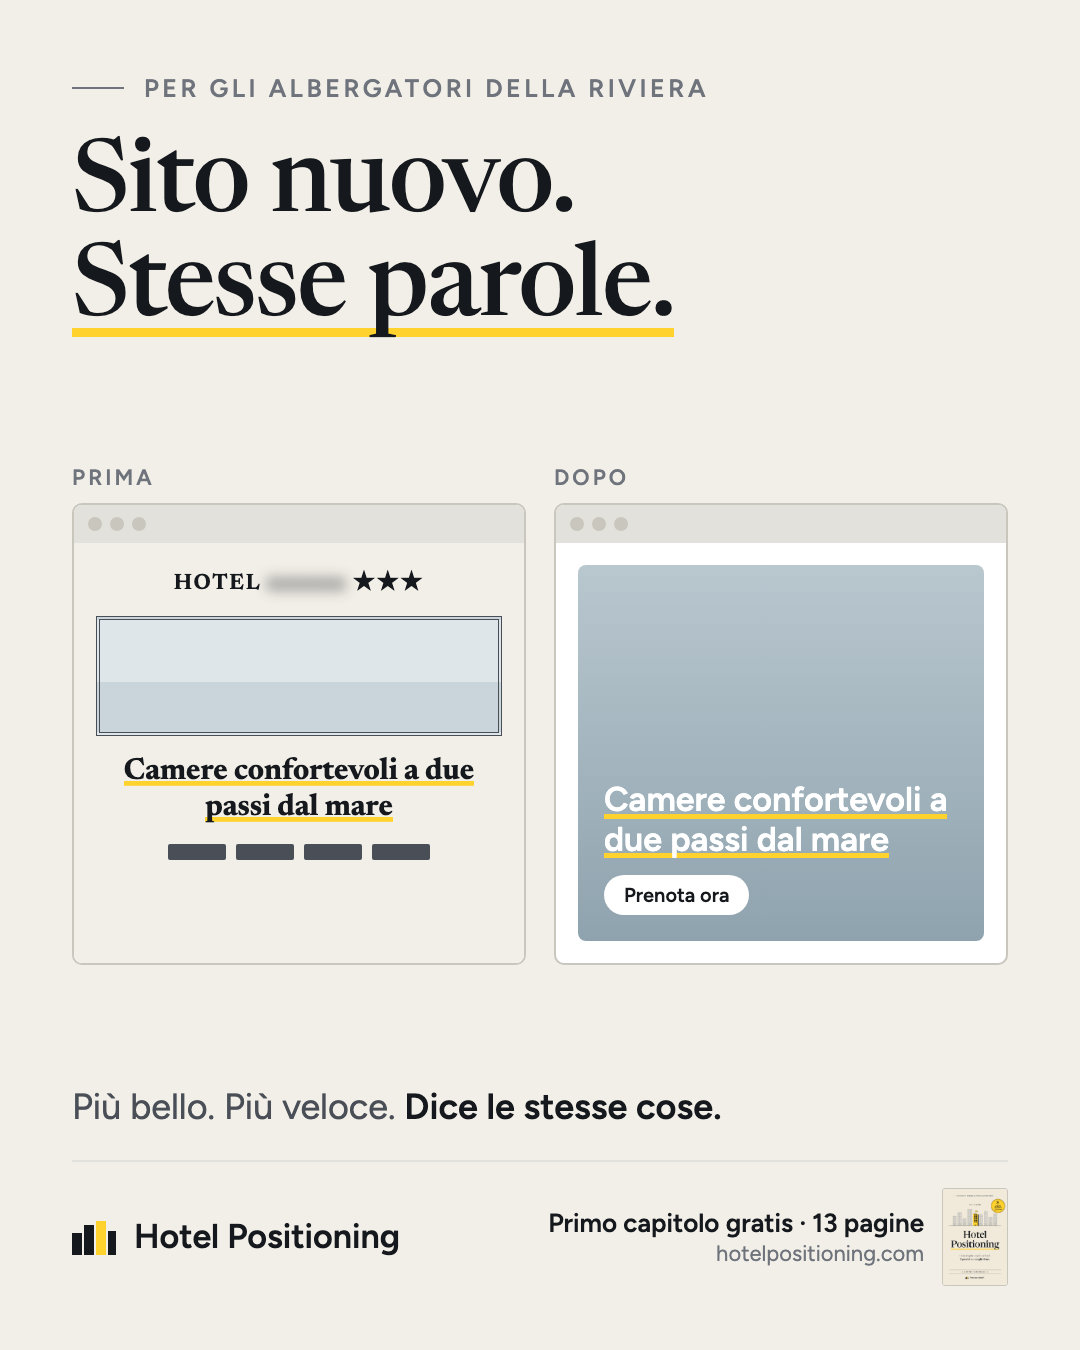 PER GLI ALBERGATORI DELLA RIVIERA
Sito nuovo.
Stesse parole.
PRIMA
HOTEL ★★★
Camere confortevoli a due
passi dal mare
DOPO
Camere confortevoli a
due passi dal mare
Prenota ora
Più bello. Più veloce. Dice le stesse cose.
Hotel Positioning
Primo capitolo gratis · 13 pagine
hotelpositioning.com
Hotel
Positioning